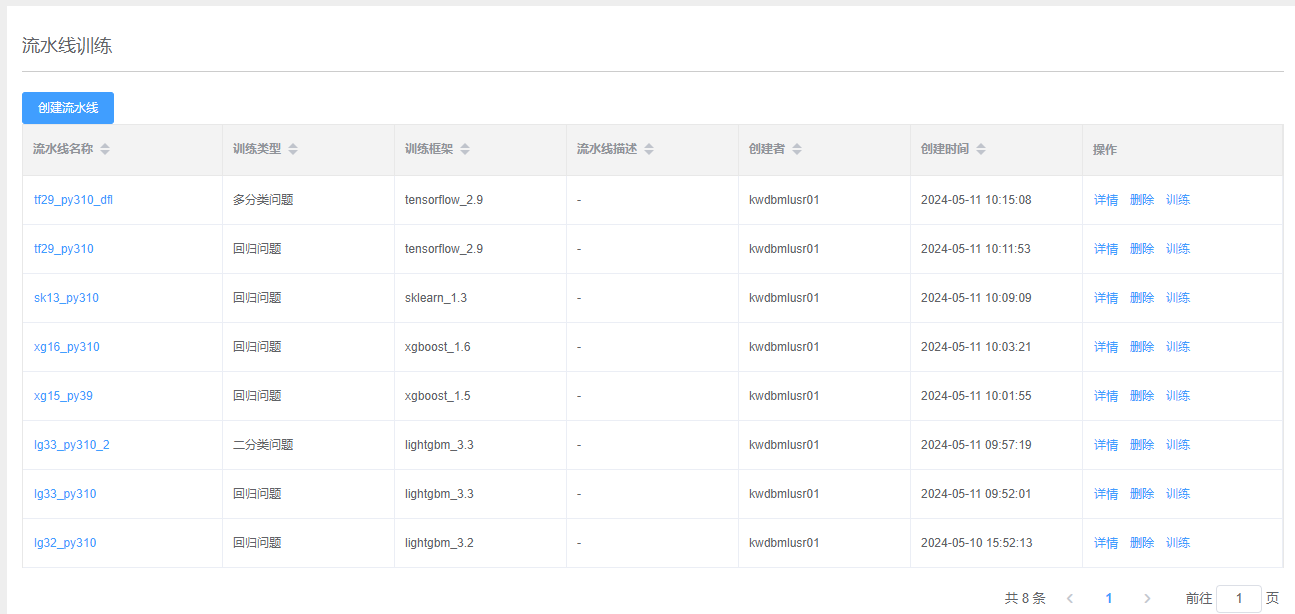 流水线训练
创建流水线
流水线名称 训练类型 训练框架 流水线描述 创建者 创建时间 操作
tf29_py310_dfl 多分类问题 tensorflow_2.9 - kwdbmlusr01 2024-05-11 10:15:08 详情 删除 训练
tf29_py310 回归问题 tensorflow_2.9 - kwdbmlusr01 2024-05-11 10:11:53 详情 删除 训练
sk13_py310 回归问题 sklearn_1.3 - kwdbmlusr01 2024-05-11 10:09:09 详情 删除 训练
xg16_py310 回归问题 xgboost_1.6 - kwdbmlusr01 2024-05-11 10:03:21 详情 删除 训练
xg15_py39 回归问题 xgboost_1.5 - kwdbmlusr01 2024-05-11 10:01:55 详情 删除 训练
lg33_py310_2 二分类问题 lightgbm_3.3 - kwdbmlusr01 2024-05-11 09:57:19 详情 删除 训练
lg33_py310 回归问题 lightgbm_3.3 - kwdbmlusr01 2024-05-11 09:52:01 详情 删除 训练
lg32_py310 回归问题 lightgbm_3.2 - kwdbmlusr01 2024-05-10 15:52:13 详情 删除 训练
共 8 条 1 前往 1 页